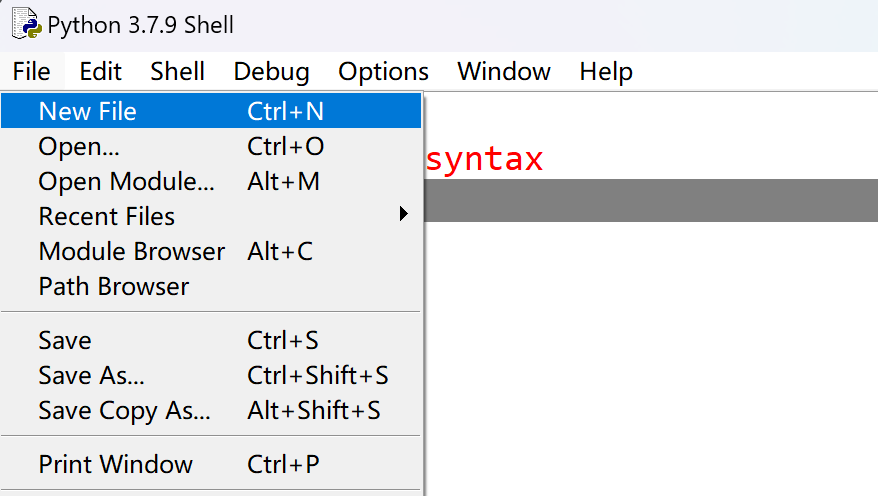 Python 3.7.9 Shell
File Edit Shell Debug Options Window Help
New File Ctrl+N
Open... Ctrl+O
syntax
Open Module... Alt+M
Recent Files
Module Browser Alt+C
Path Browser
Save Ctrl+S
Save As... Ctrl+Shift+S
Save Copy As... Alt+Shift+S
Print Window Ctrl+P